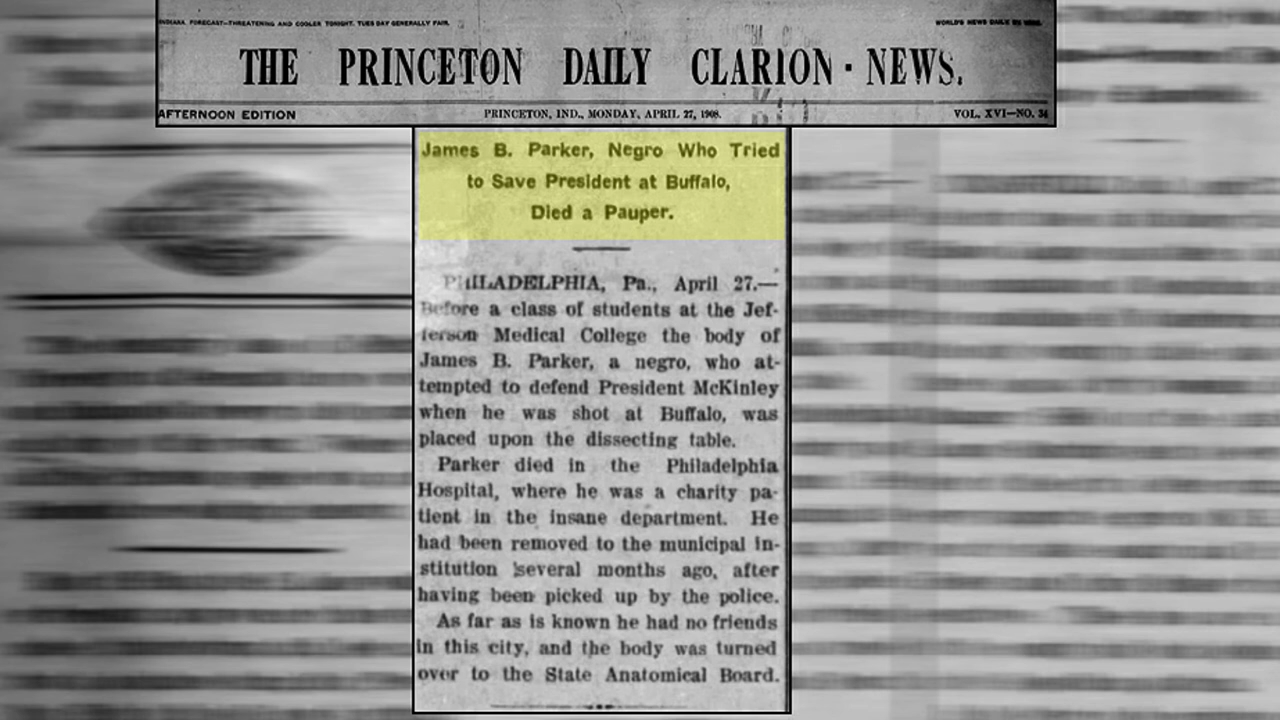 INDIANA FORECAST—THREATENING AND COOLER TONIGHT. TUESDAY GENERALLY FAIR.
WORLD'S NEWS DAILY
THE PRINCETON DAILY CLARION · NEWS.
AFTERNOON EDITION
PRINCETON, IND., MONDAY, APRIL 27, 1908.
VOL. XVI—NO. 34
James B. Parker, Negro Who Tried
to Save President at Buffalo,
Died a Pauper.
PHILADELPHIA, Pa., April 27.—
Before a class of students at the Jef-
ferson Medical College the body of
James B. Parker, a negro, who at-
tempted to defend President McKinley
when he was shot at Buffalo, was
placed upon the dissecting table.
Parker died in the Philadelphia
Hospital, where he was a charity pa-
tient in the insane department. He
had been removed to the municipal in-
stitution several months ago, after
having been picked up by the police.
As far as is known he had no friends
in this city, and the body was turned
over to the State Anatomical Board.